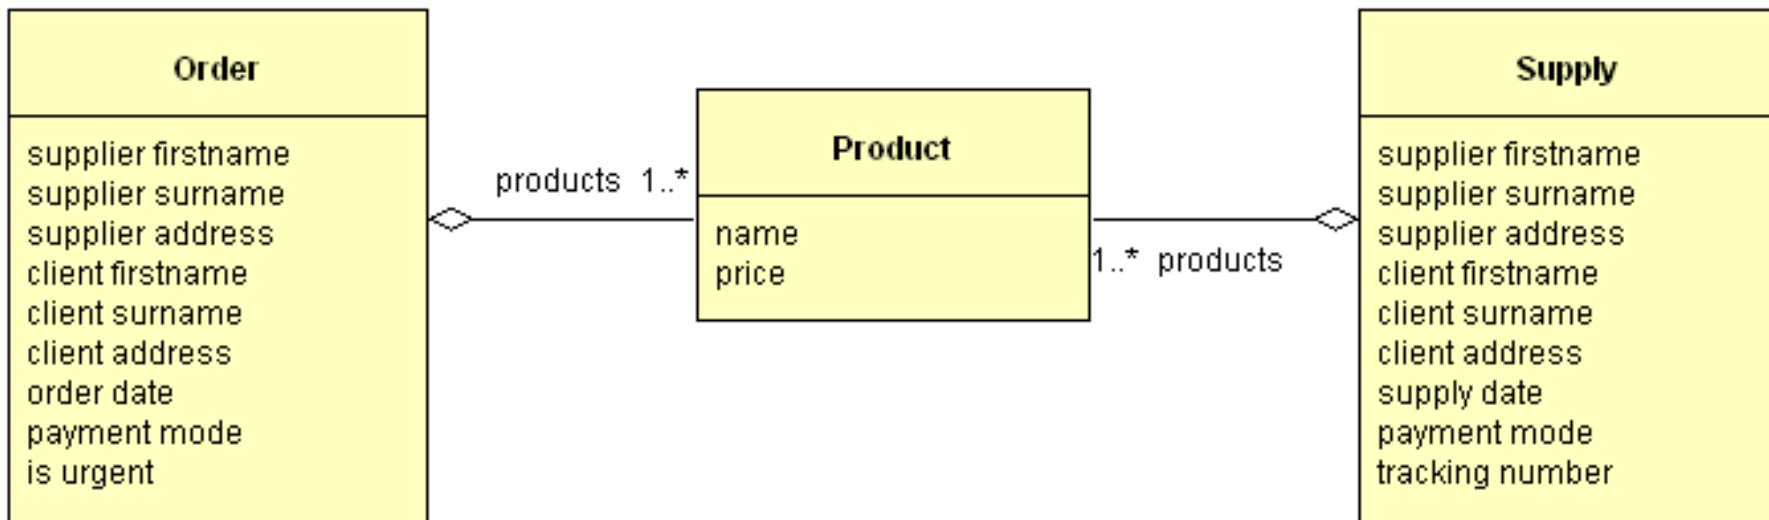 Order
supplier firstname
supplier surname
supplier address
client firstname
client surname
client address
order date
payment mode
is urgent
products 1..*
Product
name
price
1..* products
Supply
supplier firstname
supplier surname
supplier address
client firstname
client surname
client address
supply date
payment mode
tracking number